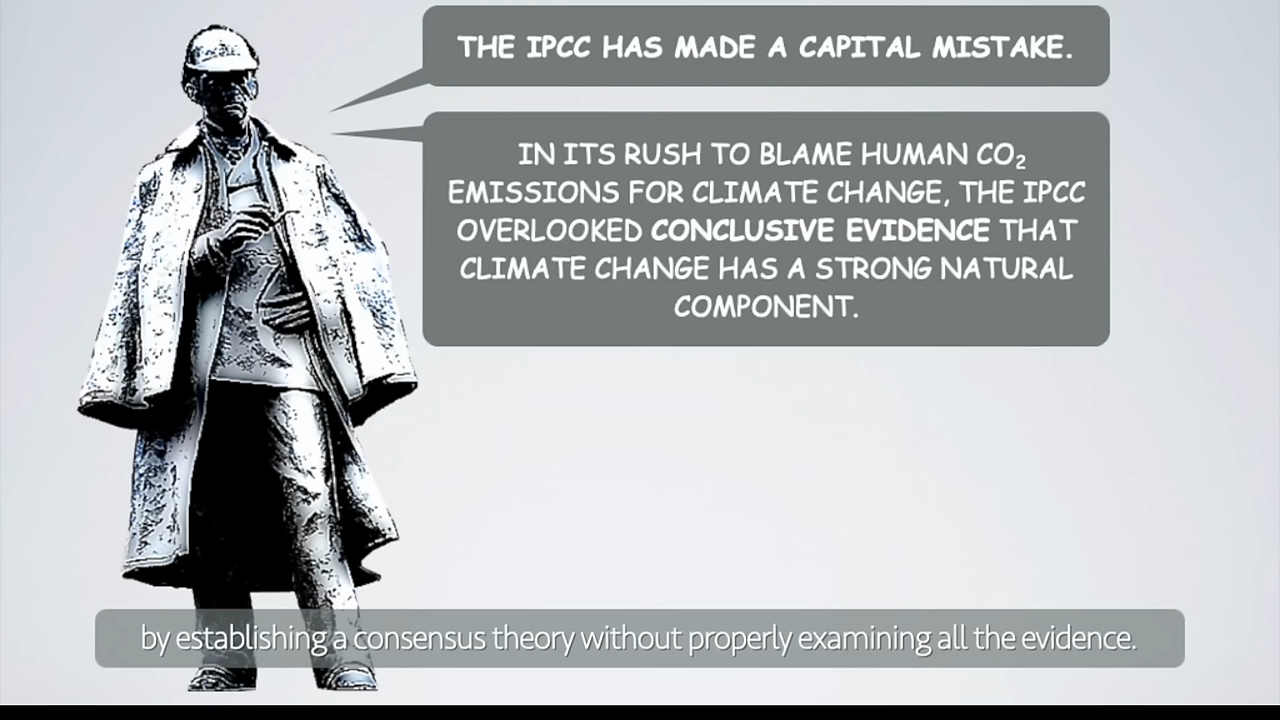 THE IPCC HAS MADE A CAPITAL MISTAKE.
IN ITS RUSH TO BLAME HUMAN CO₂
EMISSIONS FOR CLIMATE CHANGE, THE IPCC
OVERLOOKED CONCLUSIVE EVIDENCE THAT
CLIMATE CHANGE HAS A STRONG NATURAL
COMPONENT.
by establishing a consensus theory without properly examining all the evidence.